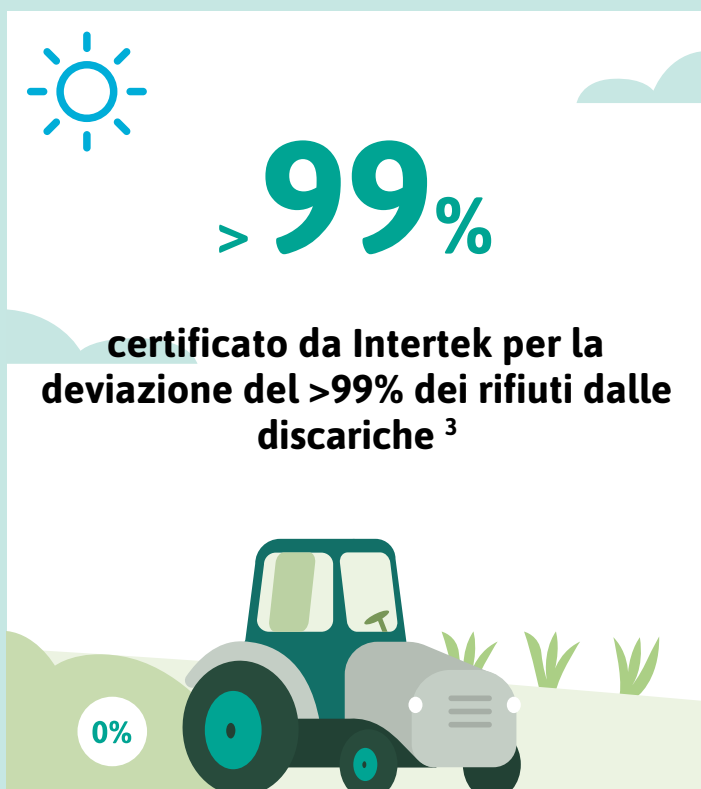 >99%
certificato da Intertek per la
deviazione del >99% dei rifiuti dalle
discariche ³
0%